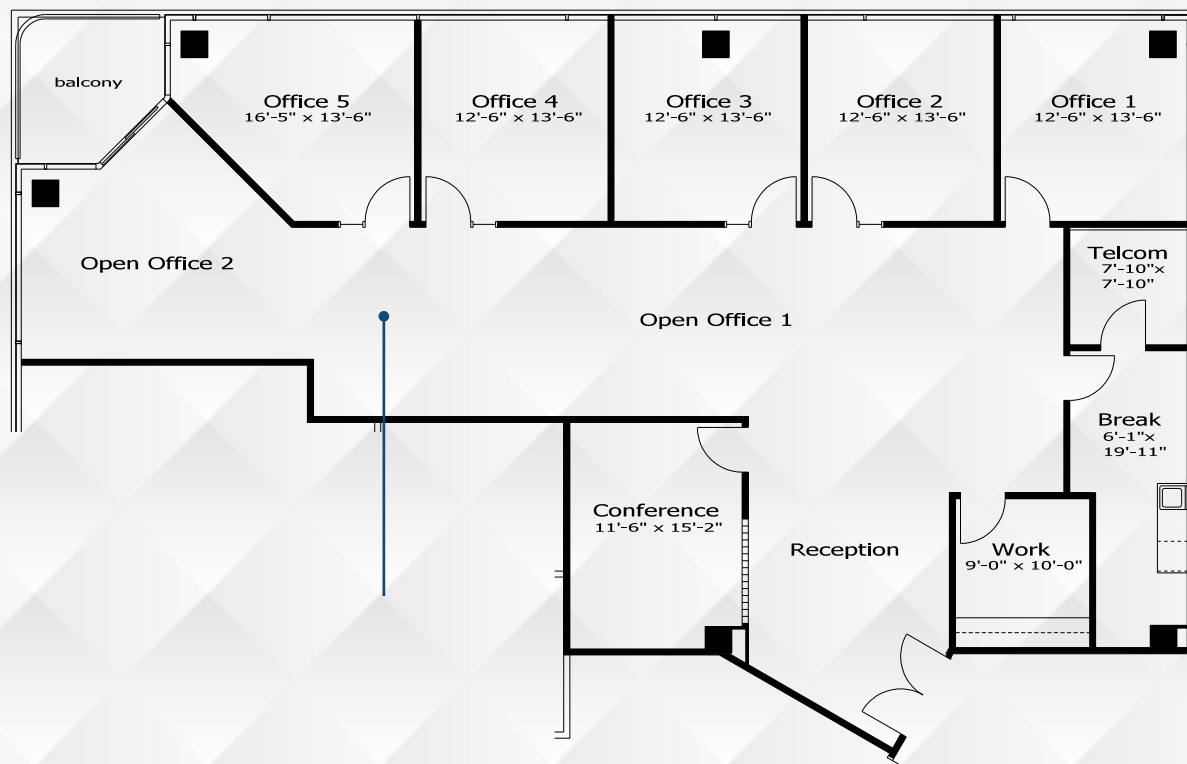 balcony
Office 5
16'-5" x 13'-6"
Office 4
12'-6" x 13'-6"
Office 3
12'-6" x 13'-6"
Office 2
12'-6" x 13'-6"
Office 1
12'-6" x 13'-6"
Open Office 2
Telcom
7'-10"x
7'-10"
Open Office 1
Break
6'-1"x
19'-11"
Conference
11'-6" x 15'-2"
Reception
Work
9'-0" x 10'-0"